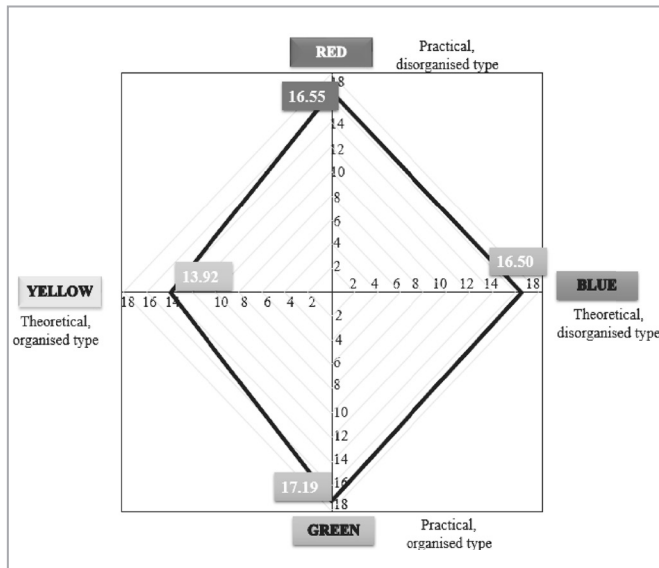 RED
Practical,
disorganised type
18
16.55
14
12
10
8
6
4
2
13.92
16.50
YELLOW
18 16 14 10 8 6 4 2
2 4 6 8 10 12 14 18
BLUE
Theoretical,
organised type
Theoretical,
disorganised type
2
4
6
8
10
12
14
16
17.19
18
GREEN
Practical,
organised type